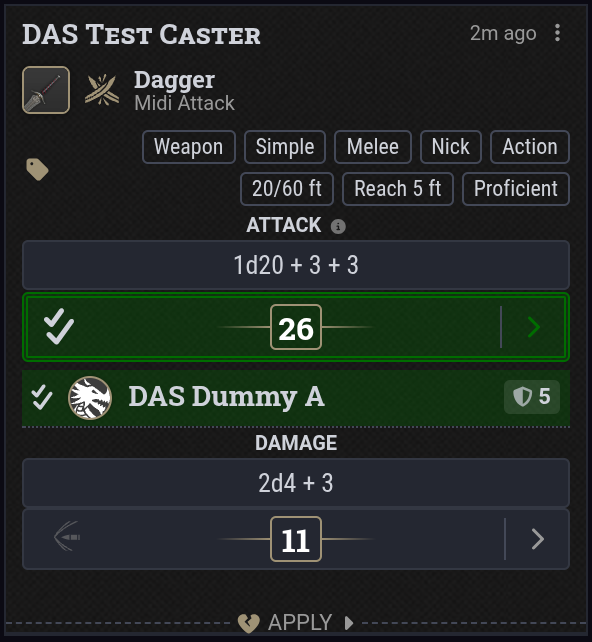 DAS Test Caster 2m ago
Dagger
Midi Attack
Weapon Simple Melee Nick Action
20/60 ft Reach 5 ft Proficient
ATTACK
1d20 + 3 + 3
26
DAS Dummy A 5
DAMAGE
2d4 + 3
11
APPLY